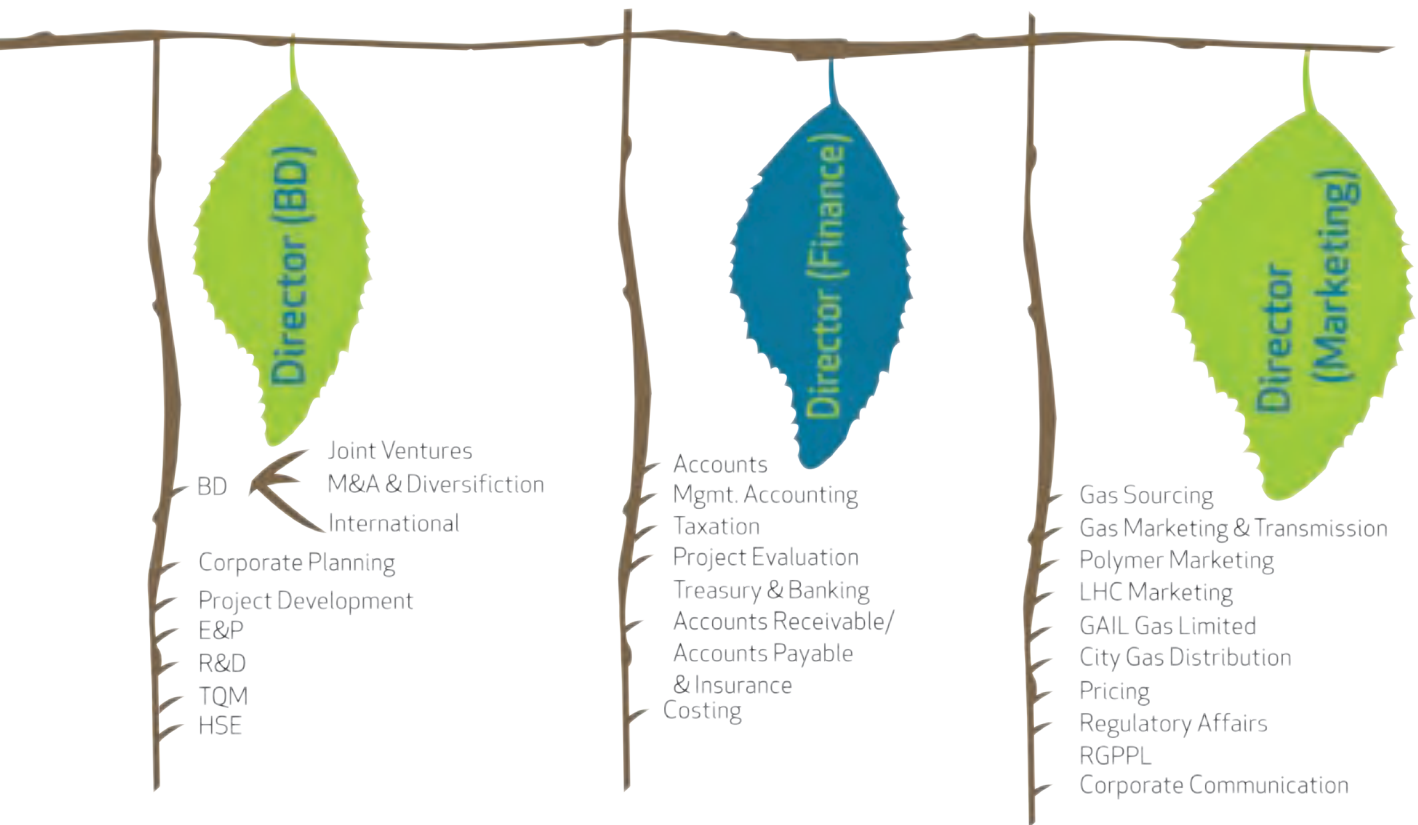 Director (BD)
BD
Joint Ventures
M&A & Diversifiction
International
Corporate Planning
Project Development
E&P
R&D
TQM
HSE
Director (Finance)
Accounts
Mgmt. Accounting
Taxation
Project Evaluation
Treasury & Banking
Accounts Receivable/
Accounts Payable
& Insurance
Costing
Director
(Marketing)
Gas Sourcing
Gas Marketing & Transmission
Polymer Marketing
LHC Marketing
GAIL Gas Limited
City Gas Distribution
Pricing
Regulatory Affairs
RGPPL
Corporate Communication